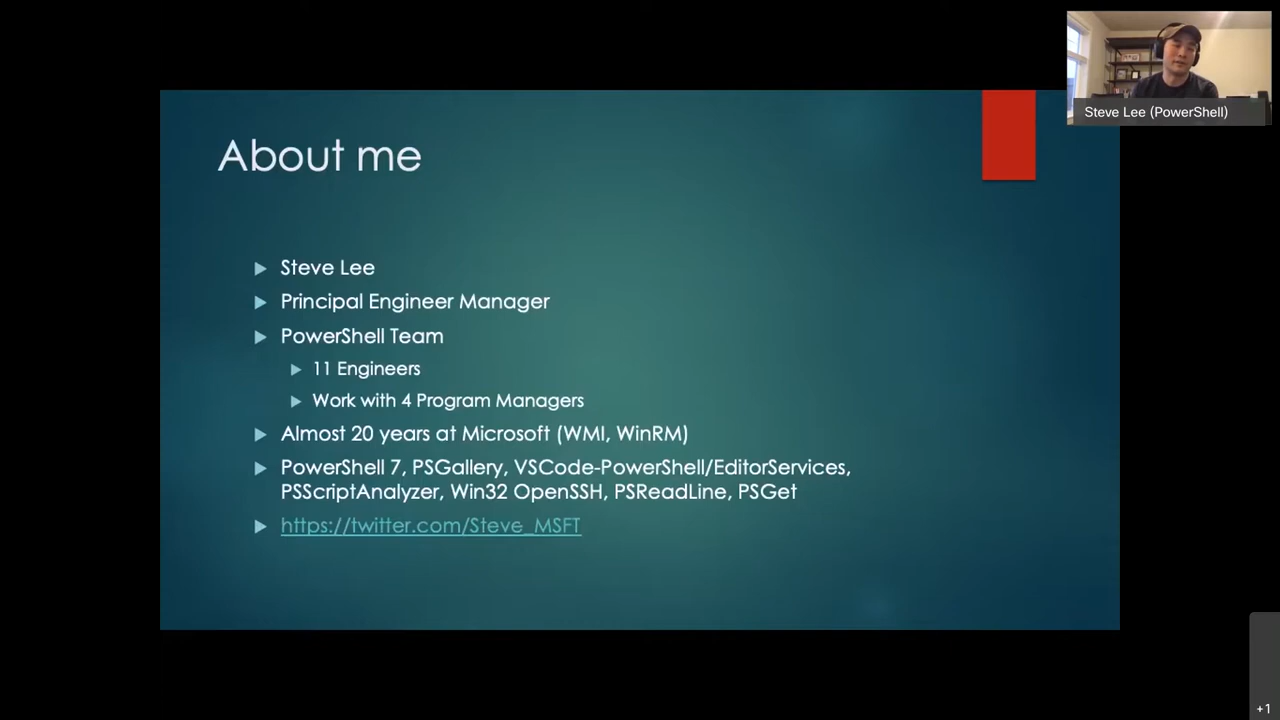 Steve Lee (PowerShell)
About me
Steve Lee
Principal Engineer Manager
PowerShell Team
11 Engineers
Work with 4 Program Managers
Almost 20 years at Microsoft (WMI, WinRM)
PowerShell 7, PSGallery, VSCode-PowerShell/EditorServices,
PSScriptAnalyzer, Win32 OpenSSH, PSReadLine, PSGet
https://twitter.com/Steve_MSFT
+1